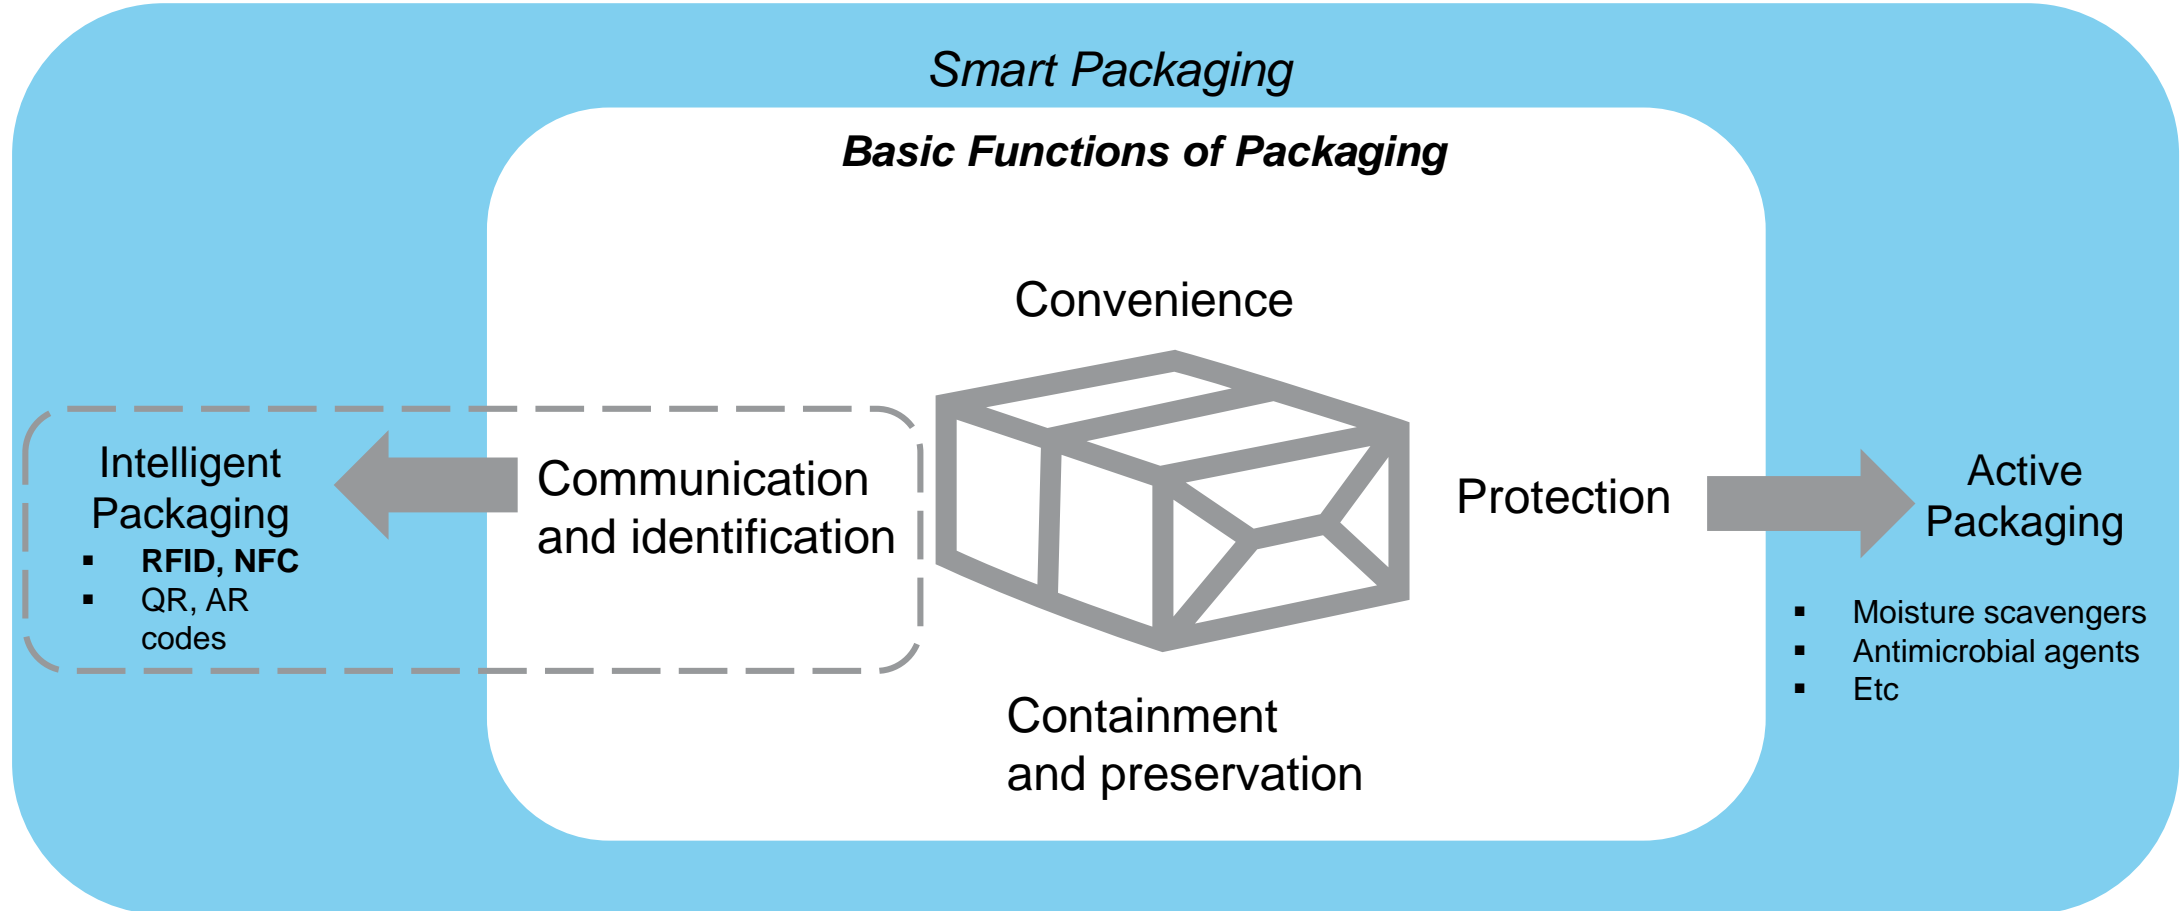 Smart Packaging
Basic Functions of Packaging
Convenience
Intelligent
Packaging
▪ RFID, NFC
▪ QR, AR
codes
Communication
and identification
Protection
Active
Packaging
▪ Moisture scavengers
▪ Antimicrobial agents
▪ Etc
Containment
and preservation